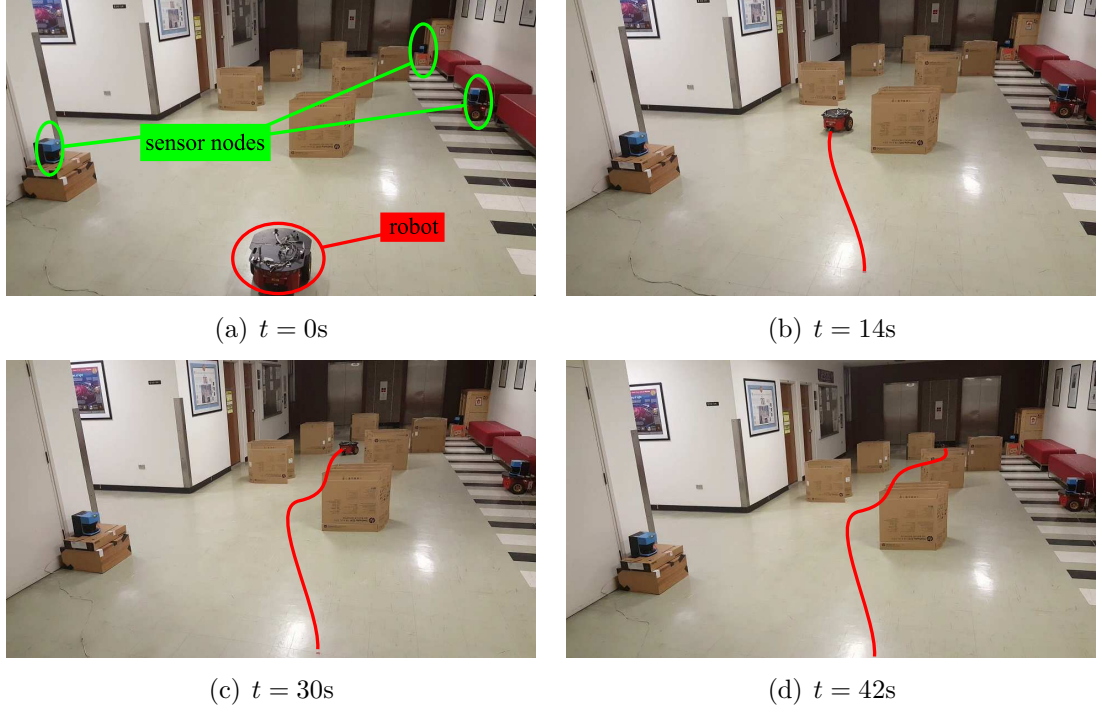 sensor nodes
robot
(a) t = 0s
(b) t = 14s
(c) t = 30s
(d) t = 42s